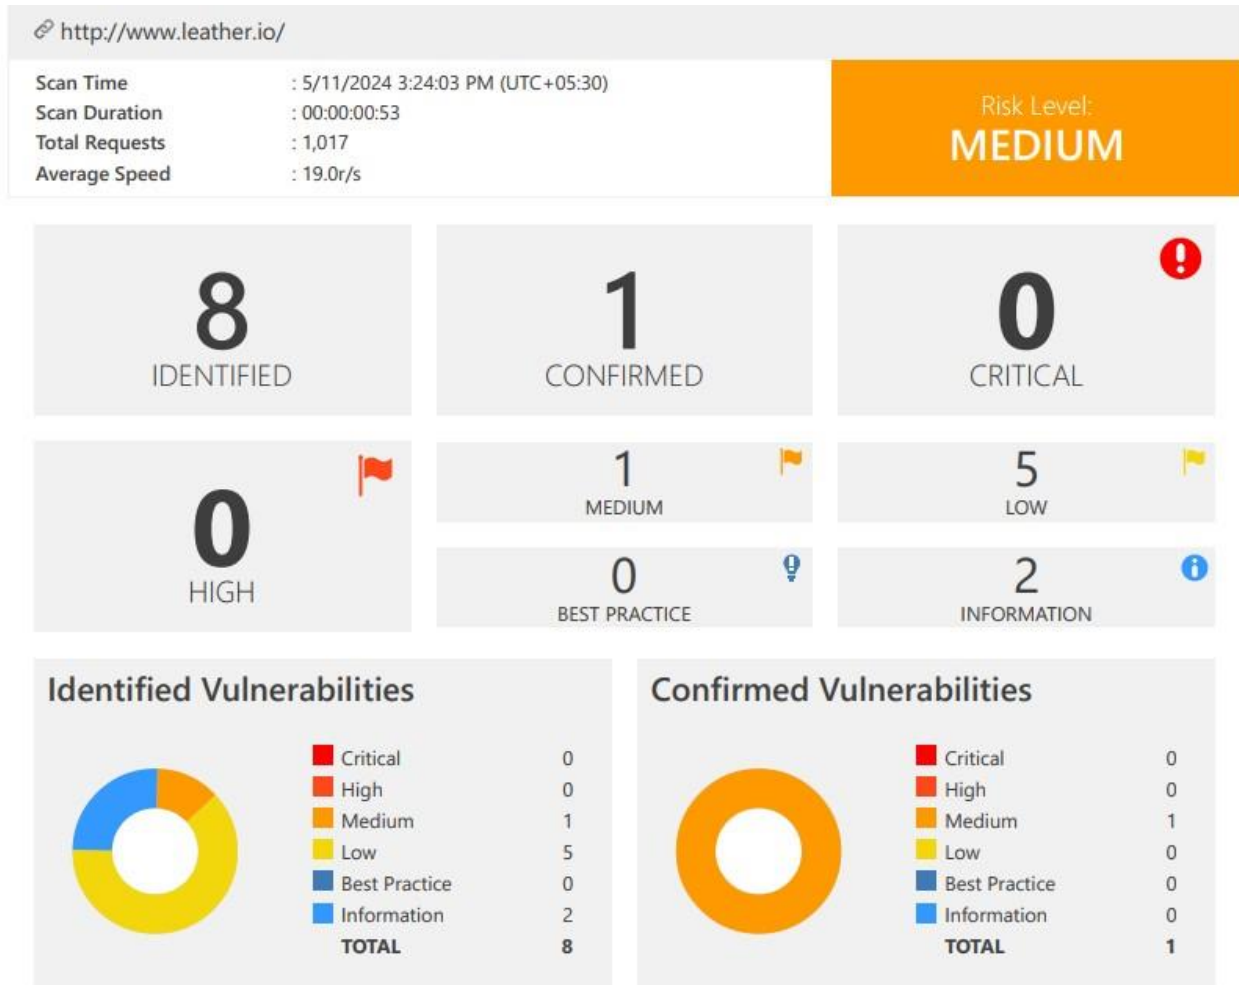 http://www.leather.io/
Scan Time : 5/11/2024 3:24:03 PM (UTC+05:30)
Scan Duration : 00:00:00:53
Total Requests : 1,017
Average Speed : 19.0r/s
Risk Level:
MEDIUM
8
IDENTIFIED
1
CONFIRMED
0
CRITICAL
0
HIGH
1
MEDIUM
5
LOW
0
BEST PRACTICE
2
INFORMATION
Identified Vulnerabilities
Critical 0
High 0
Medium 1
Low 5
Best Practice 0
Information 2
TOTAL 8
Confirmed Vulnerabilities
Critical 0
High 0
Medium 1
Low 0
Best Practice 0
Information 0
TOTAL 1